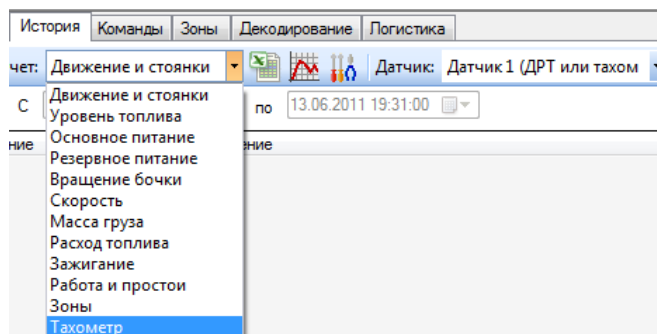 История Команды Зоны Декодирование Логистика
чет: Движение и стоянки Датчик: Датчик 1 (ДРТ или тахом
С по 13.06.2011 19:31:00
ние ение
Движение и стоянки
Уровень топлива
Основное питание
Резервное питание
Вращение бочки
Скорость
Масса груза
Расход топлива
Зажигание
Работа и простои
Зоны
Тахометр